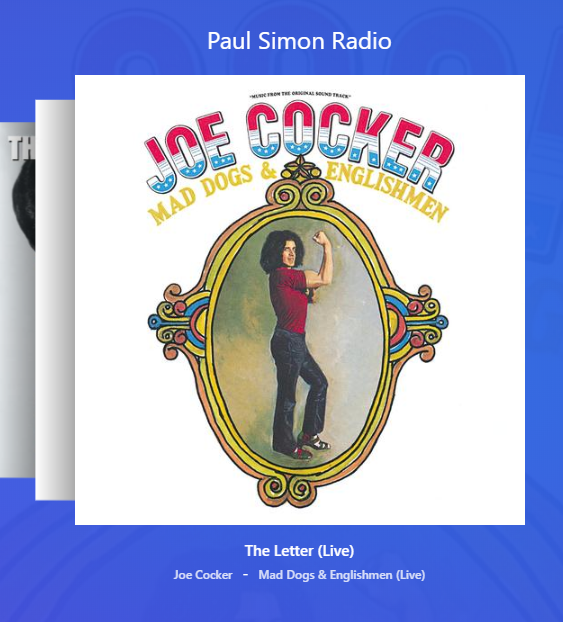 Paul Simon Radio
TH
"MUSIC FROM THE ORIGINAL SOUND TRACK"
JOE COCKER
MAD DOGS & ENGLISHMEN
The Letter (Live)
Joe Cocker - Mad Dogs & Englishmen (Live)